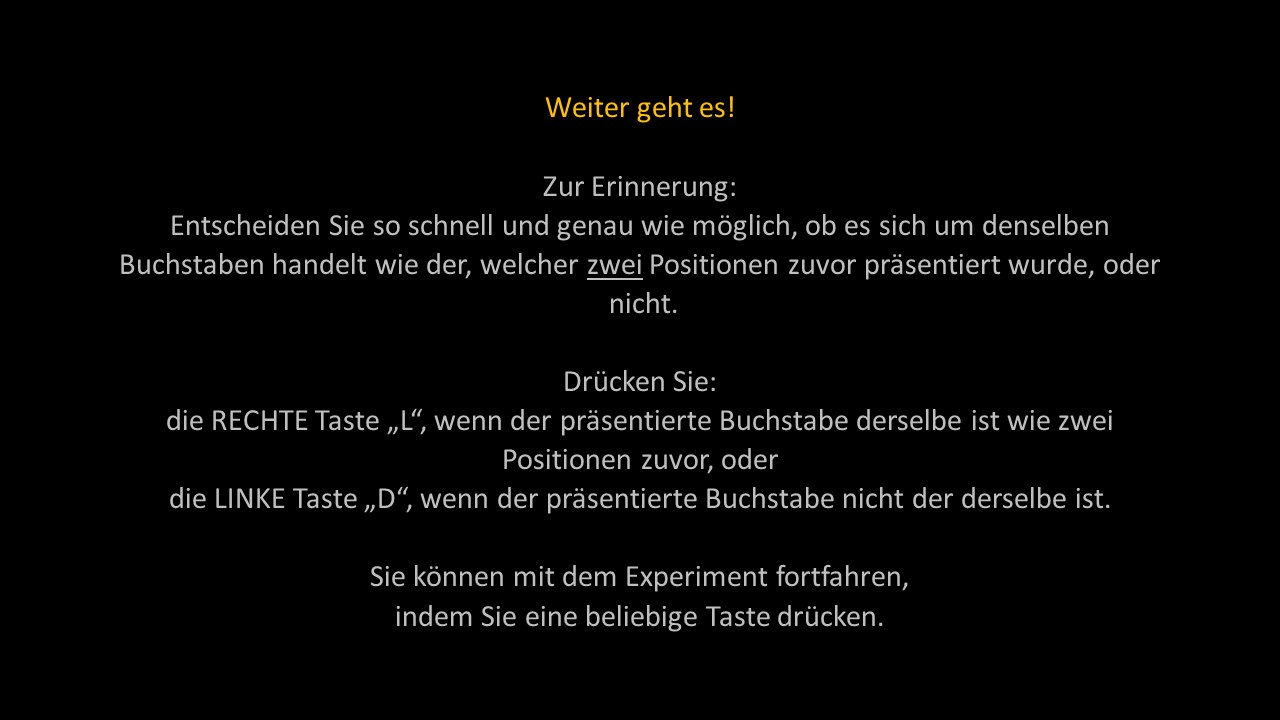 Weiter geht es!
Zur Erinnerung:
Entscheiden Sie so schnell und genau wie möglich, ob es sich um denselben
Buchstaben handelt wie der, welcher zwei Positionen zuvor präsentiert wurde, oder
nicht.
Drücken Sie:
die RECHTE Taste „L“, wenn der präsentierte Buchstabe derselbe ist wie zwei
Positionen zuvor, oder
die LINKE Taste „D“, wenn der präsentierte Buchstabe nicht der derselbe ist.
Sie können mit dem Experiment fortfahren,
indem Sie eine beliebige Taste drücken.